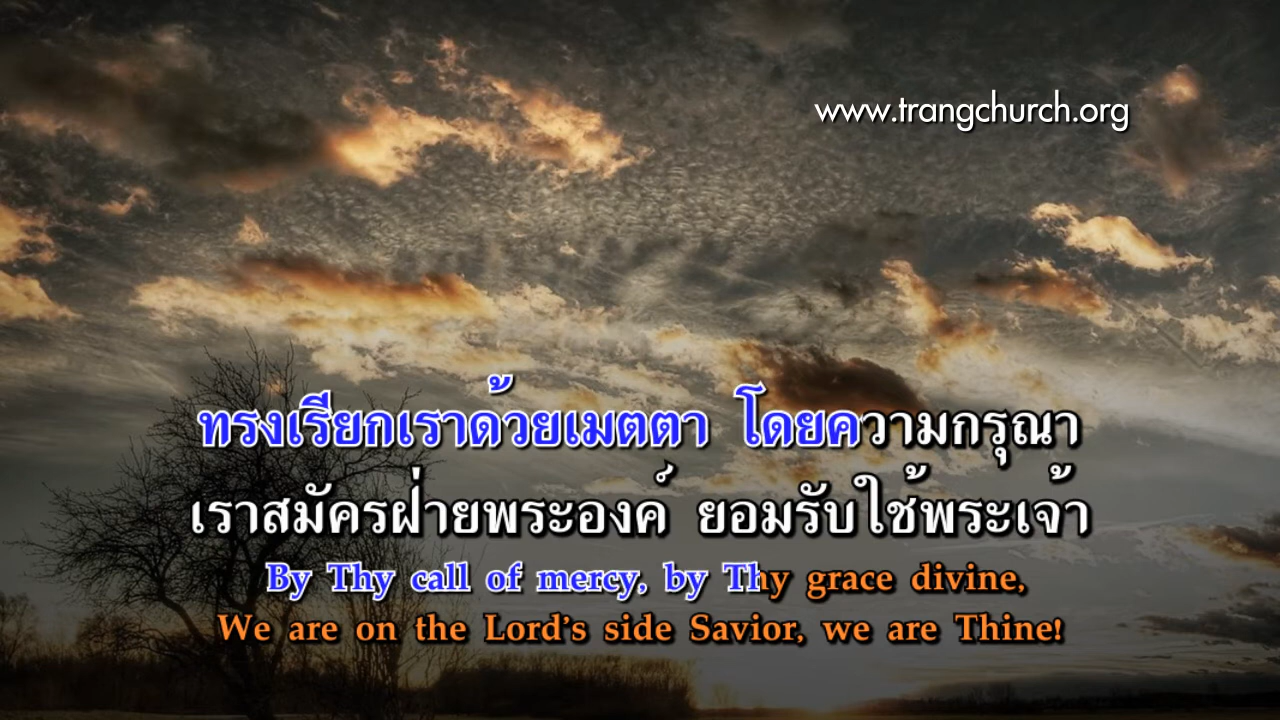 www.trangchurch.org
ทรงเรียกเราด้วยเมตตา โดยความกรุณา
เราสมัครฝ่ายพระองค์ ยอมรับใช้พระเจ้า
By Thy call of mercy, by Thy grace divine,
We are on the Lord's side Savior, we are Thine!